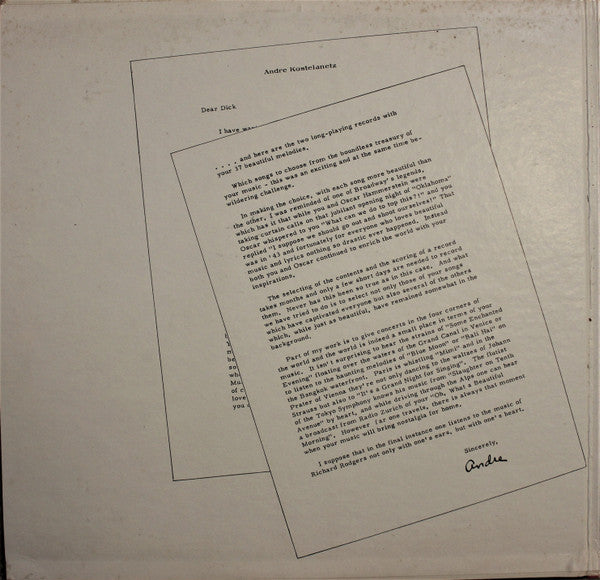 Andre Kostelanetz
Dear Dick
I have
. . . . and here are the two long-playing records with
your 37 beautiful melodies.
Which songs to choose from the boundless treasury of
your music - this was an exciting and at the same time be-
wildering challenge.
In making the choice, with each song more beautiful than
the other, I was reminded of one of Broadway's legends,
which has it that while you and Oscar Hammerstein were
taking curtain calls on that jubilant opening night of "Oklahoma"
Oscar whispered to you "What can we do to top this?!" and you
replied "I suppose we should go out and shoot ourselves!" That
was in '43 and fortunately for everyone who loves beautiful
music and lyrics nothing so drastic ever happened. Instead
both you and Oscar continued to enrich the world with your
inspirations.
The selecting of the contents and the scoring of a record
takes months and only a few short days are needed to record
them. Never has this been so true as in this case. And what
we have tried to do is to select not only those of your songs
which have captivated everyone but also several of the others
which, while just as beautiful, have remained somewhat in the
background.
Part of my work is to give concerts in the four corners of
the world and the world is indeed a small place in terms of your
music. It isn't surprising to hear the strains of "Some Enchanted
Evening" floating over the waters of the Grand Canal in Venice or
to listen to the haunting melodies of "Blue Moon" or "Bali Hai" on
the Bangkok waterfront. Paris is whistling "Mimi" and in the
Prater of Vienna they're not only dancing to the waltzes of Johann
Strauss but also to "It's a Grand Night for Singing". The flutist
of the Tokyo Symphony knows his music from "Slaughter on Tenth
Avenue" by heart, and while driving through the Alps one can hear
a broadcast from Radio Zurich of your "Oh, What a Beautiful
Morning". However far one travels, there is always that moment
when your music will bring nostalgia for home.
I suppose that in the final instance one listens to the music of
Richard Rodgers not only with one's ears, but with one's heart.
Sincerely,
Andre
of c
love
you